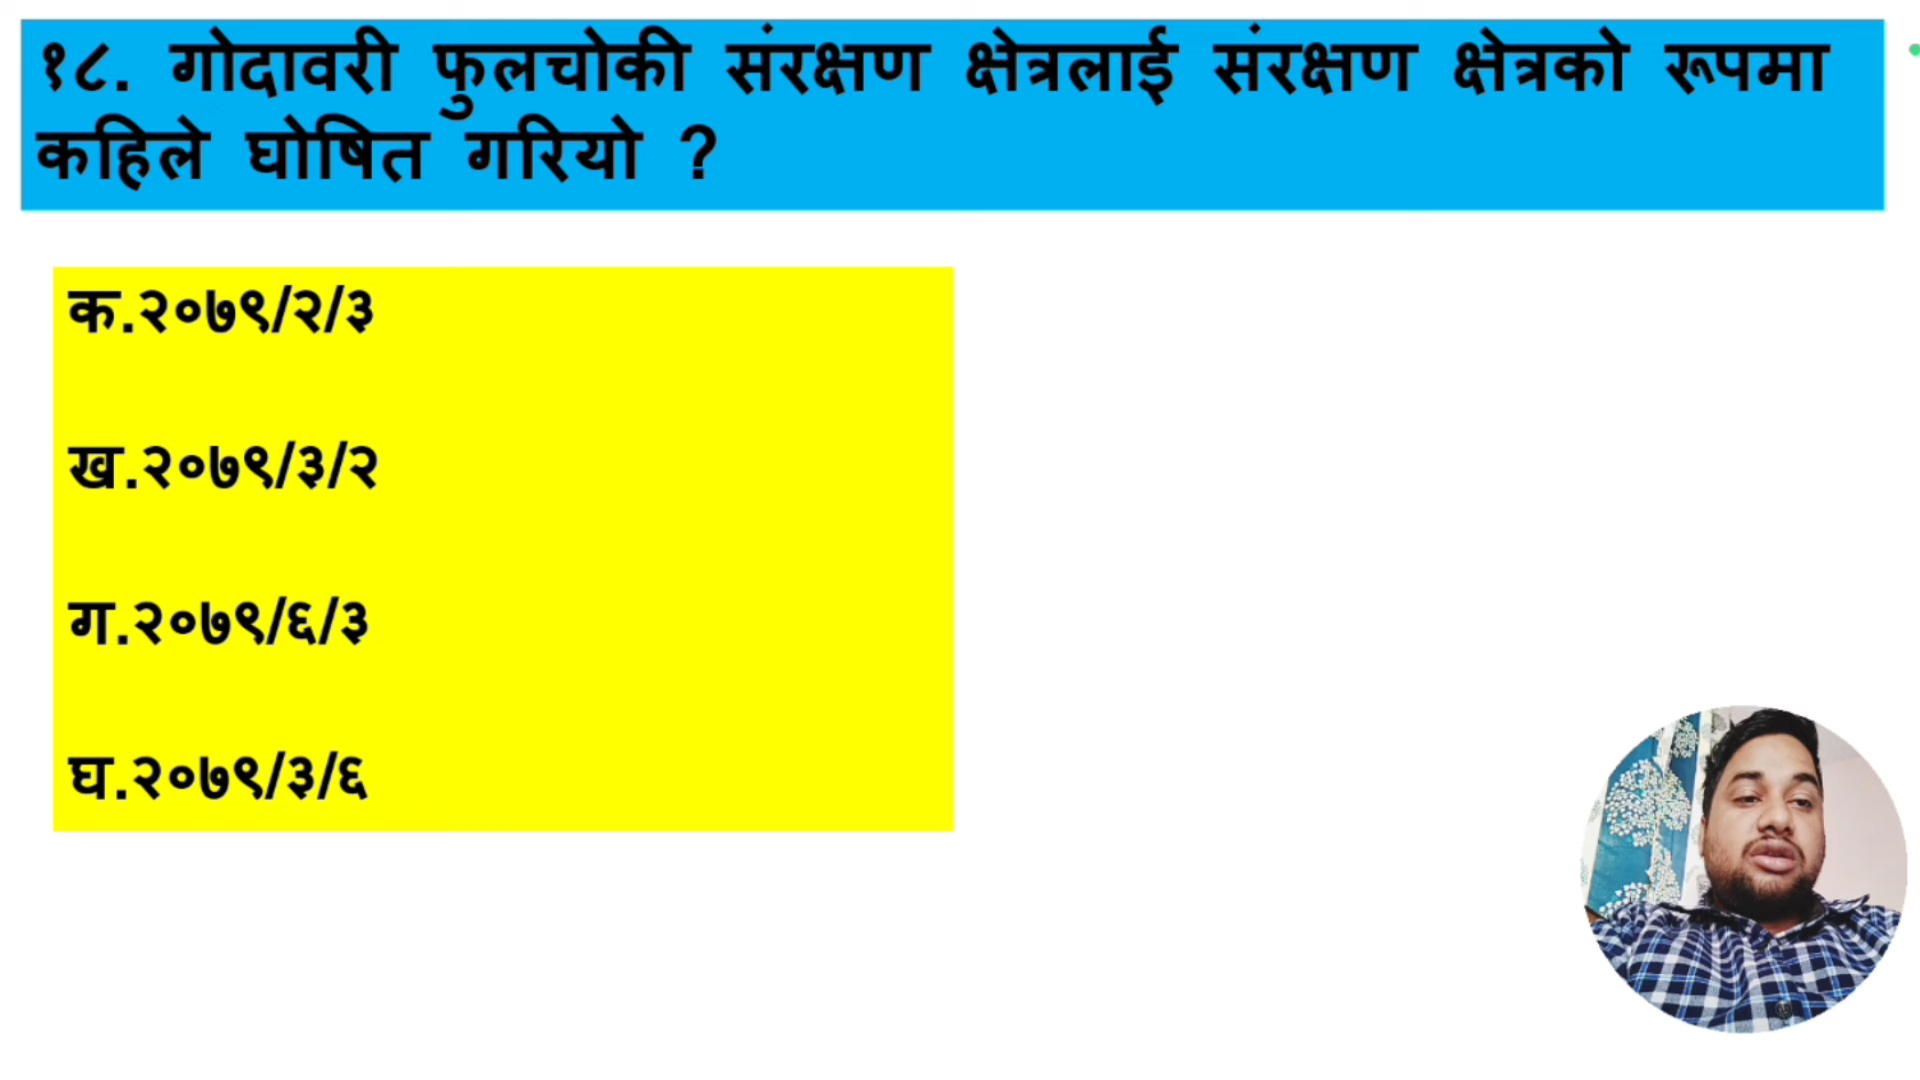 १८. गोदावरी फुलचोकी संरक्षण क्षेत्रलाई संरक्षण क्षेत्रको रूपमा
कहिले घोषित गरियो ?
क.२०७९/२/३
ख.२०७९/३/२
ग.२०७९/६/३
घ.२०७९/३/६